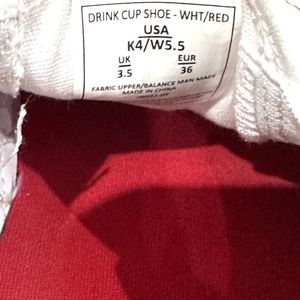 DRINK CUP SHOE - WHT/RED
USA
K4/W5.5
UK EUR
3.5 36
FABRIC UPPER/BALANCE MAN MADE
MADE IN CHINA